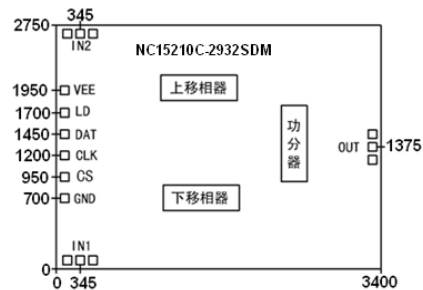 345
2750
IN2
NC15210C-2932SDM
1950
VEE
上移相器
1700
LD
1450
DAT
功分器
OUT
1375
1200
CLK
950
CS
700
GND
下移相器
IN1
0
0
345
3400